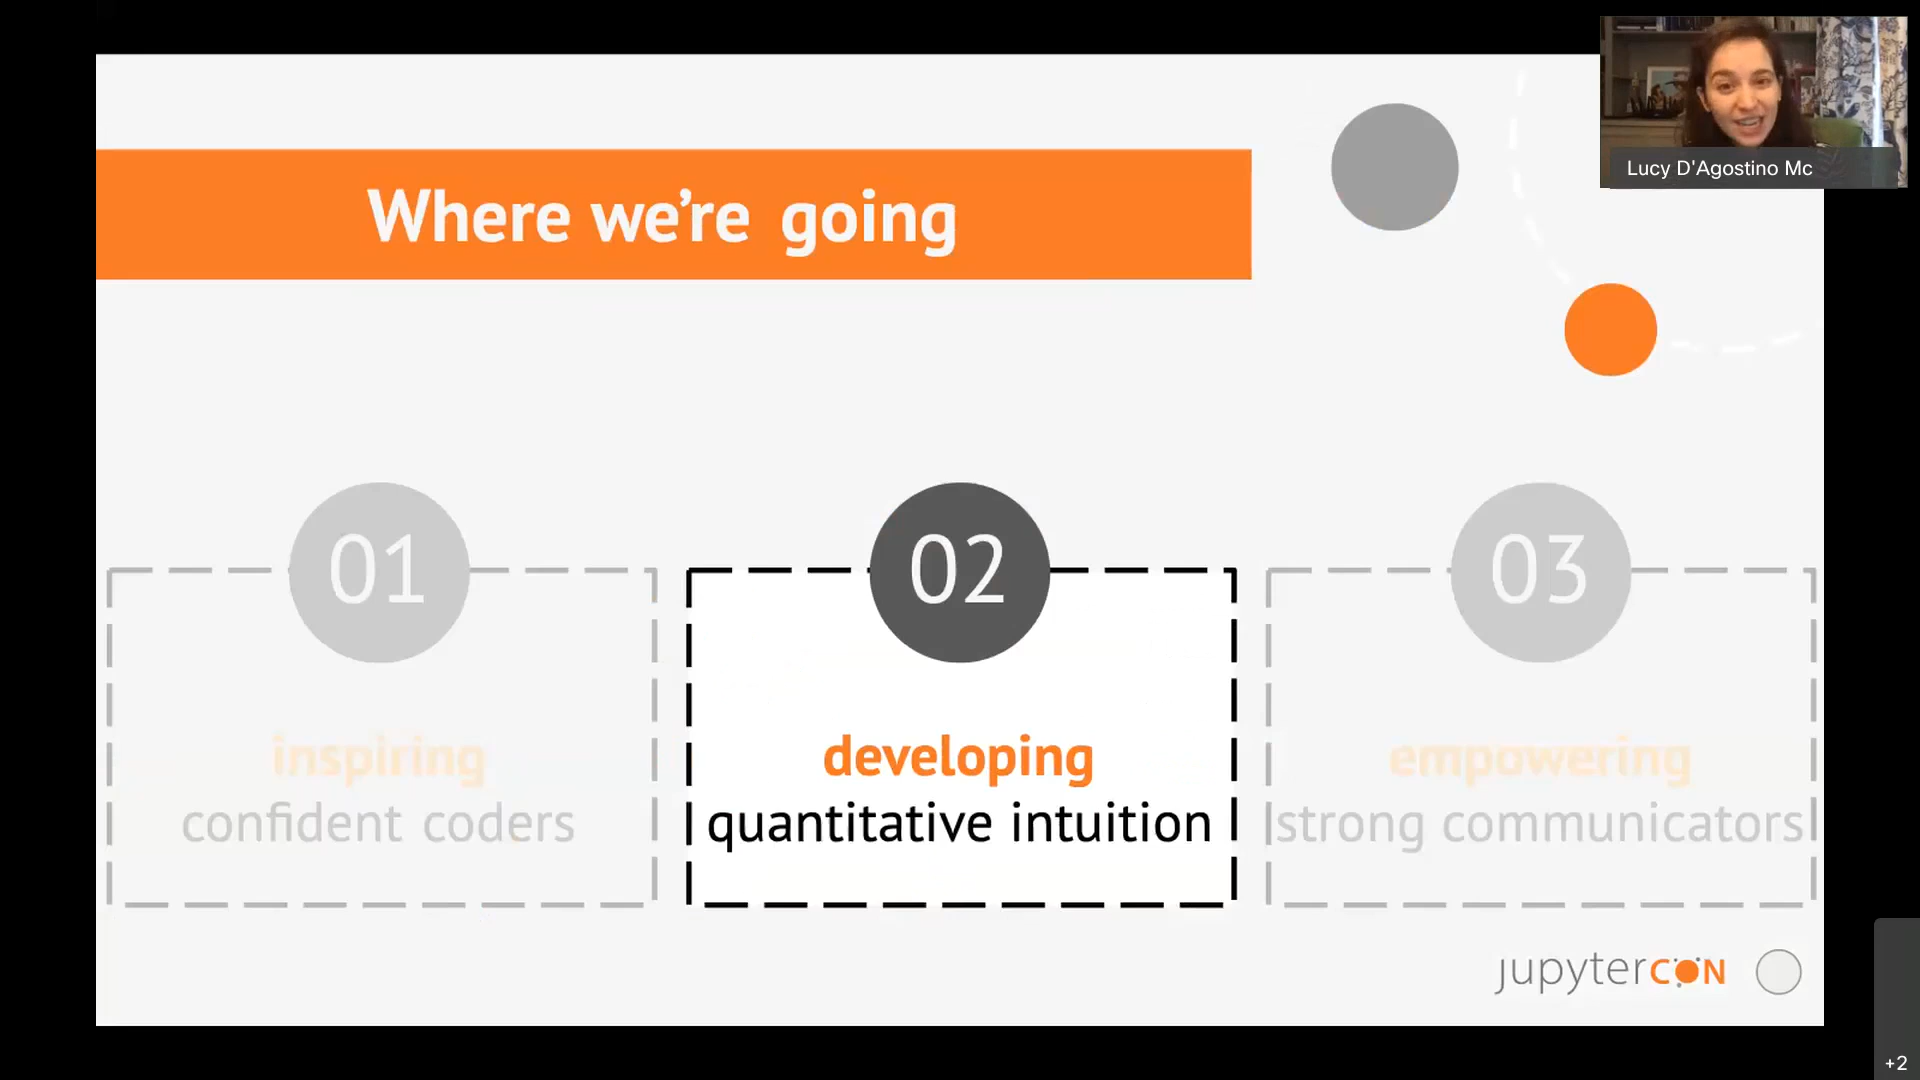 Lucy D'Agostino Mc
Where we're going
01
inspiring
confident coders
02
developing
quantitative intuition
03
empowering
strong communicators
jupytercon
+2